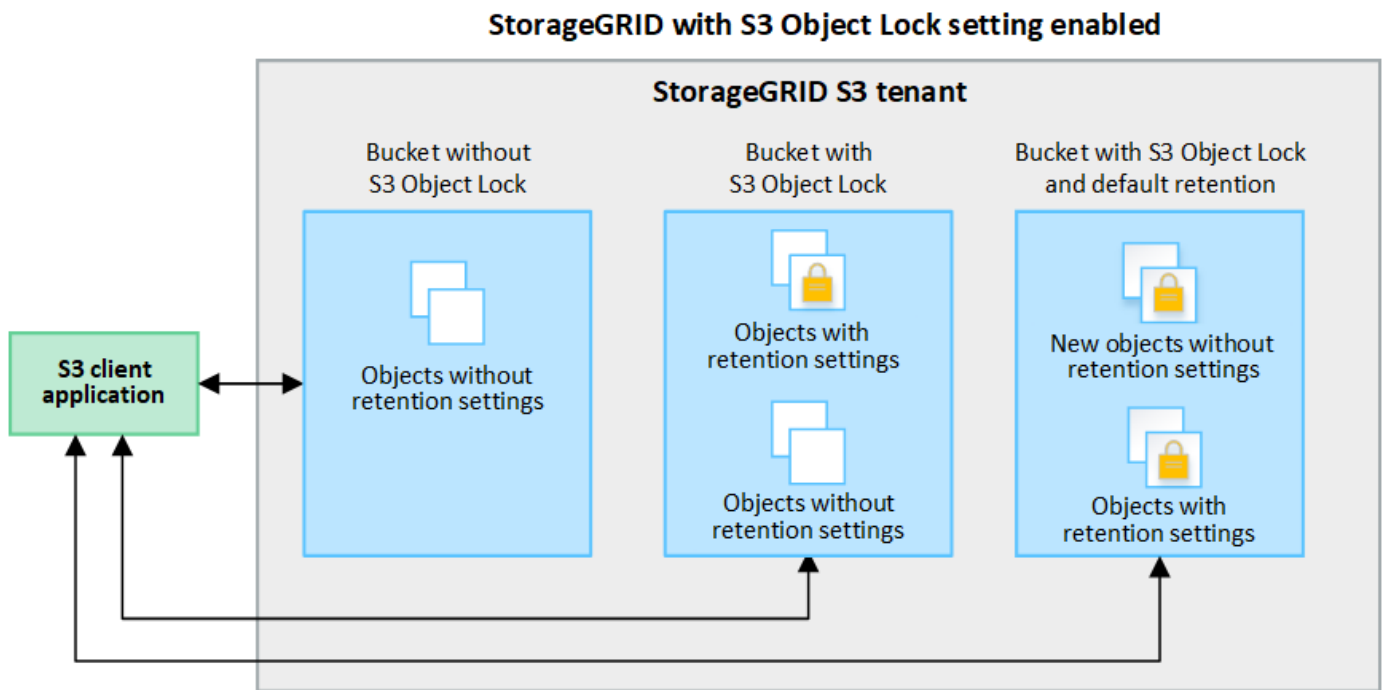 StorageGRID with S3 Object Lock setting enabled
StorageGRID S3 tenant
Bucket without
S3 Object Lock
Objects without
retention settings
Bucket with
S3 Object Lock
Objects with
retention settings
Objects without
retention settings
Bucket with S3 Object Lock
and default retention
New objects without
retention settings
Objects with
retention settings
S3 client
application